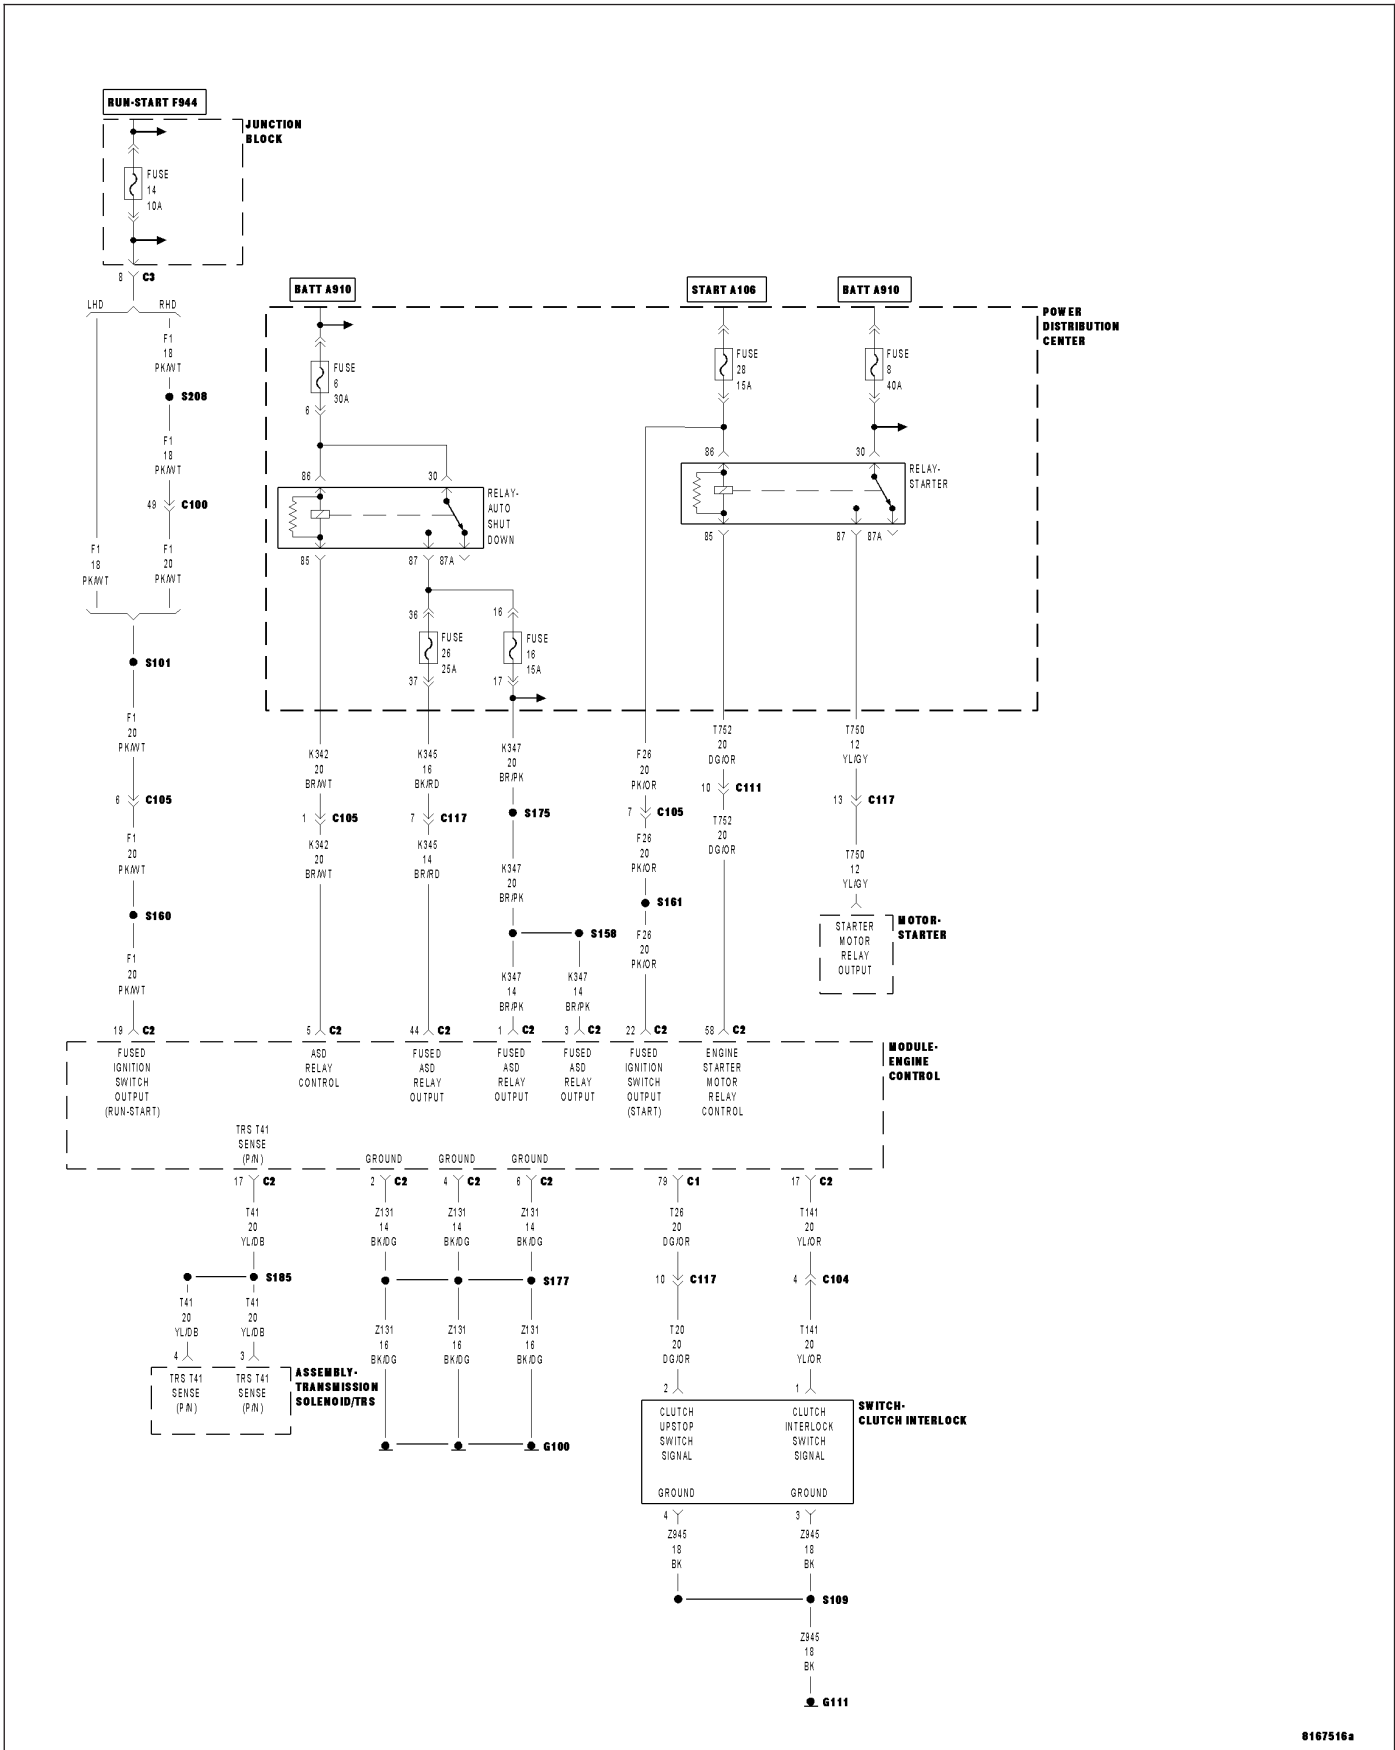 RUN-START F944
JUNCTION
BLOCK
FUSE
14
10A
8
C3
LHD
RHD
F1
18
PK/WT
S208
F1
18
PK/WT
49
C100
F1
18
PK/WT
F1
20
PK/WT
S101
F1
20
PK/WT
6
C105
F1
20
PK/WT
S160
F1
20
PK/WT
19
C2
BATT A910
START A106
BATT A910
POWER
DISTRIBUTION
CENTER
FUSE
6
30A
6
FUSE
28
15A
FUSE
8
40A
86
30
RELAY-
AUTO
SHUT
DOWN
85
87
87A
86
30
RELAY-
STARTER
85
87
87A
36
FUSE
26
25A
37
16
FUSE
16
15A
17
K342
20
BR/WT
1
C105
K342
20
BR/WT
5
C2
K345
16
BK/RD
7
C117
K345
14
BR/RD
44
C2
K347
20
BR/PK
S175
K347
20
BR/PK
S158
K347
14
BR/PK
1
C2
K347
14
BR/PK
3
C2
F26
20
PK/OR
7
C105
F26
20
PK/OR
S161
F26
20
PK/OR
22
C2
T752
20
DG/OR
10
C111
T752
20
DG/OR
58
C2
T750
12
YL/GY
13
C117
T750
12
YL/GY
MOTOR-
STARTER
STARTER
MOTOR
RELAY
OUTPUT
MODULE-
ENGINE
CONTROL
FUSED
IGNITION
SWITCH
OUTPUT
(RUN-START)
ASD
RELAY
CONTROL
FUSED
ASD
RELAY
OUTPUT
FUSED
ASD
RELAY
OUTPUT
FUSED
ASD
RELAY
OUTPUT
FUSED
IGNITION
SWITCH
OUTPUT
(START)
ENGINE
STARTER
MOTOR
RELAY
CONTROL
TRS T41
SENSE
(P/N)
GROUND
GROUND
GROUND
17
C2
T41
20
YL/DB
S185
T41
20
YL/DB
T41
20
YL/DB
4
3
ASSEMBLY-
TRANSMISSION
SOLENOID/TRS
TRS T41
SENSE
(P/N)
TRS T41
SENSE
(P/N)
2
C2
Z131
14
BK/DG
4
C2
Z131
14
BK/DG
6
C2
Z131
14
BK/DG
S177
Z131
16
BK/DG
Z131
16
BK/DG
Z131
16
BK/DG
G100
79
C1
T26
20
DG/OR
10
C117
T20
20
DG/OR
2
17
C2
T141
20
YL/OR
4
C104
T141
20
YL/OR
1
SWITCH-
CLUTCH INTERLOCK
CLUTCH
UPSTOP
SWITCH
SIGNAL
CLUTCH
INTERLOCK
SWITCH
SIGNAL
GROUND
GROUND
4
Z945
18
BK
3
Z945
18
BK
S109
Z945
18
BK
G111
8167516a